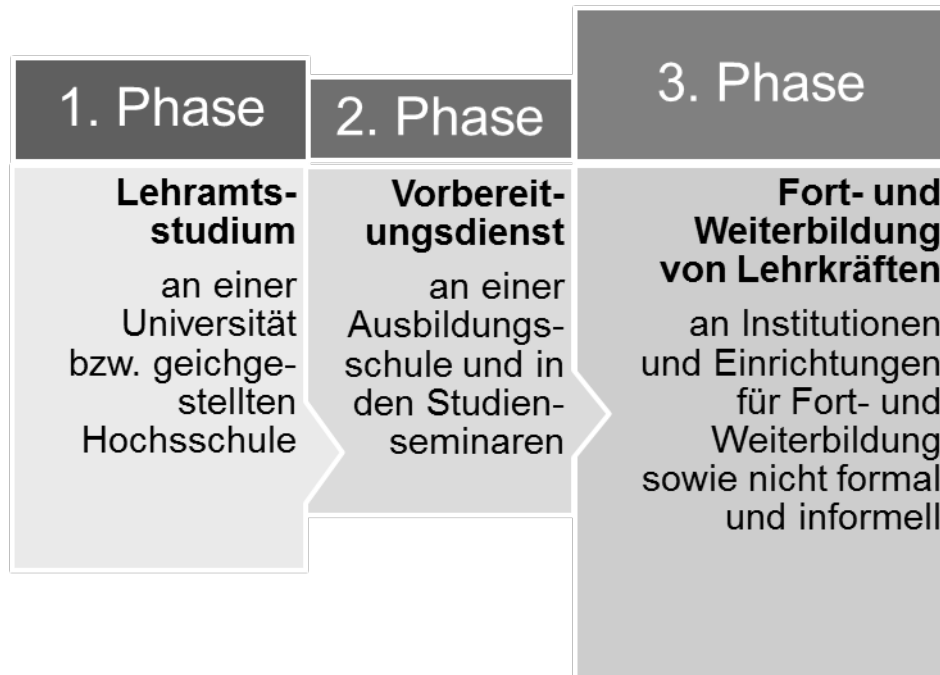 1. Phase
Lehramts-
studium
an einer
Universität
bzw. geichge-
stellten
Hochsschule
2. Phase
Vorbereit-
ungsdienst
an einer
Ausbildungs-
schule und in
den Studien-
seminaren
3. Phase
Fort- und
Weiterbildung
von Lehrkräften
an Institutionen
und Einrichtungen
für Fort- und
Weiterbildung
sowie nicht formal
und informell